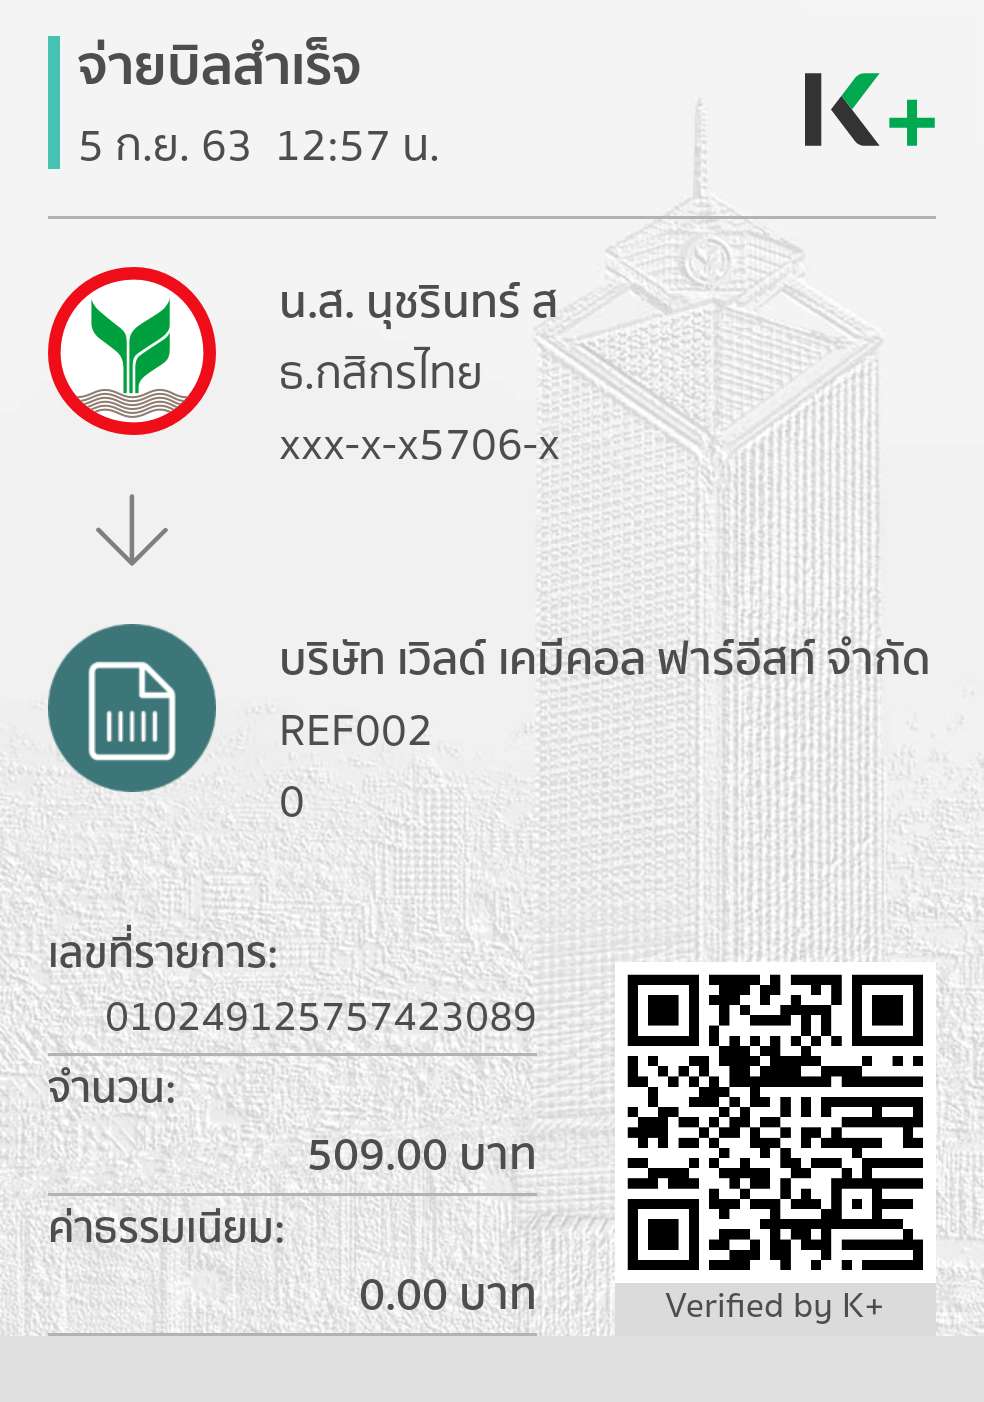 จ่ายบิลสำเร็จ
5 ก.ย. 63 12:57 น.
K+
น.ส. นุชรินทร์ ส
ธ.กสิกรไทย
xxx-x-x5706-x
บริษัท เวิลด์ เคมีคอล ฟาร์อีสท์ จำกัด
REF002
0
เลขที่รายการ:
010249125757423089
จำนวน:
509.00 บาท
ค่าธรรมเนียม:
0.00 บาท
Verified by K+